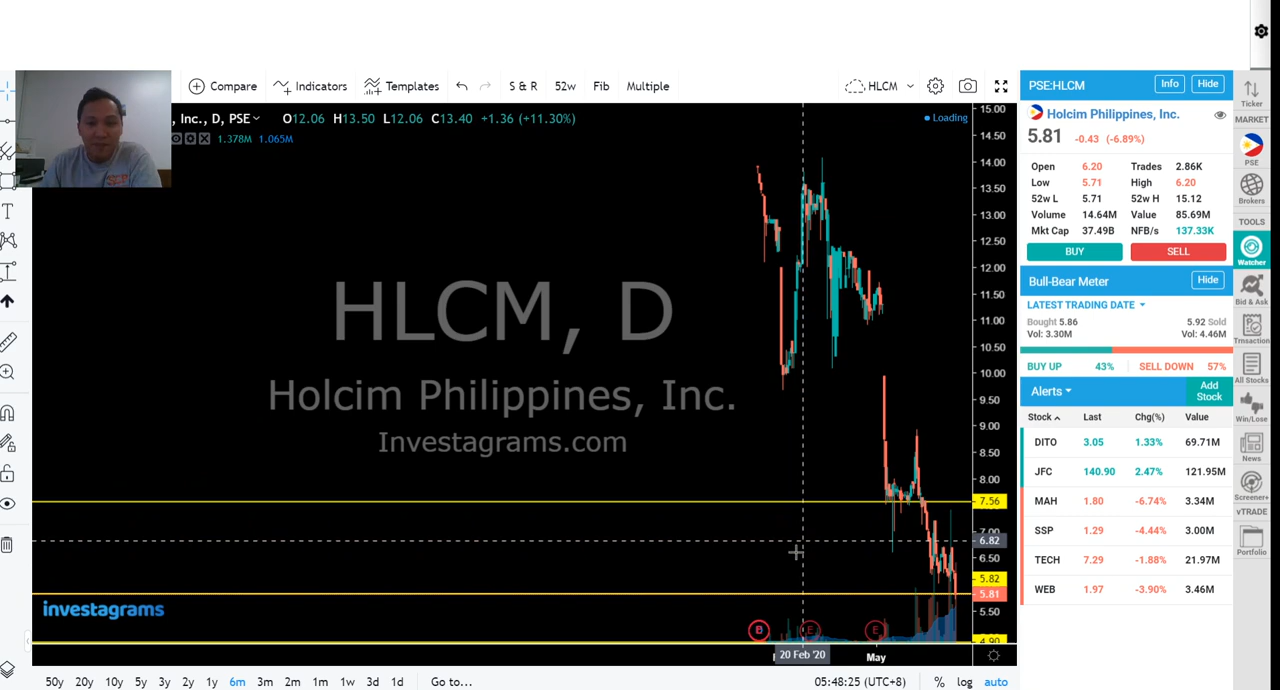 Compare Indicators Templates S & R 52w Fib Multiple HLCM
, Inc., D, PSE O12.06 H13.50 L12.06 C13.40 +1.36 (+11.30%) Loading
1.378M 1.065M
HLCM, D
Holcim Philippines, Inc.
Investagrams.com
investagrams
15.00
14.50
14.00
13.50
13.00
12.50
12.00
11.50
11.00
10.50
10.00
9.50
9.00
8.50
8.00
7.56
7.00
6.82
6.50
5.82
5.81
5.50
4.90
B E E
20 Feb '20 May
50y 20y 10y 5y 3y 2y 1y 6m 3m 2m 1m 1w 3d 1d Go to... 05:48:25 (UTC+8) % log auto
PSE:HLCM Info Hide
Holcim Philippines, Inc.
5.81 -0.43 (-6.89%)
Open 6.20 Trades 2.86K
Low 5.71 High 6.20
52w L 5.71 52w H 15.12
Volume 14.64M Value 85.69M
Mkt Cap 37.49B NFB/s 137.33K
BUY SELL
Bull-Bear Meter Hide
LATEST TRADING DATE
Bought 5.86 5.92 Sold
Vol: 3.30M Vol: 4.46M
BUY UP 43% SELL DOWN 57%
Alerts Add Stock
Stock Last Chg(%) Value
DITO 3.05 1.33% 69.71M
JFC 140.90 2.47% 121.95M
MAH 1.80 -6.74% 3.34M
SSP 1.29 -4.44% 3.00M
TECH 7.29 -1.88% 21.97M
WEB 1.97 -3.90% 3.46M
Ticker
MARKET
PSE
Brokers
TOOLS
Watcher
Bid & Ask
Trnsaction
All Stocks
Win/Lose
News
Screener+
vTRADE
Portfolio